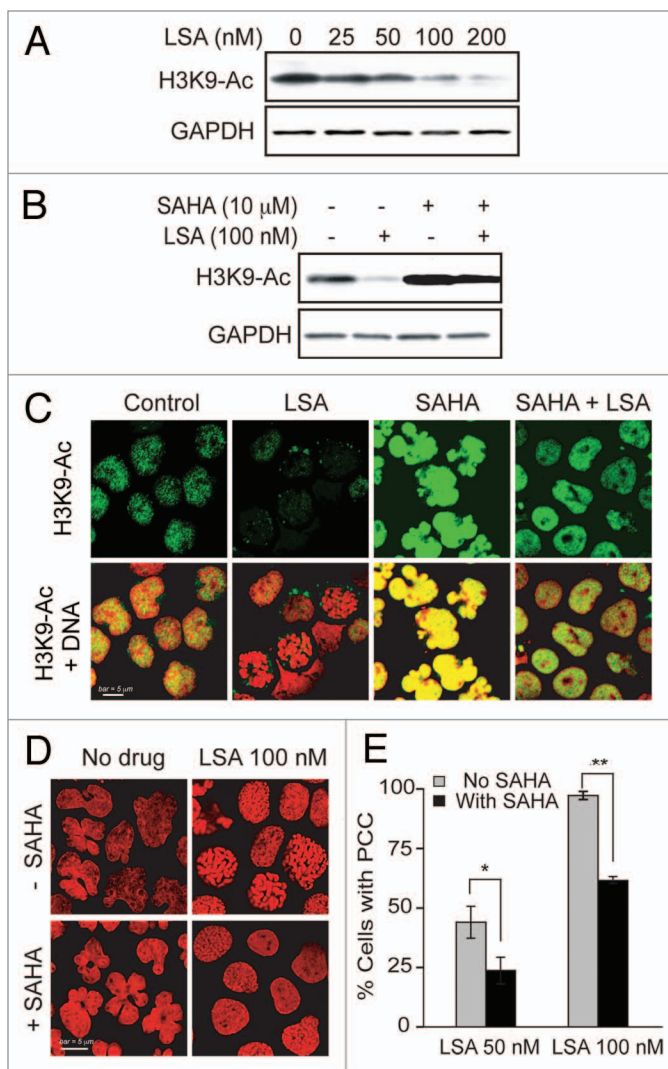 A
LSA (nM) 0 25 50 100 200
H3K9-Ac
GAPDH
B
SAHA (10 μM) - - + +
LSA (100 nM) - + - +
H3K9-Ac
GAPDH
C
Control LSA SAHA SAHA + LSA
H3K9-Ac
H3K9-Ac + DNA
bar = 5 μm
D
No drug LSA 100 nM
- SAHA
+ SAHA
bar = 5 μm
E
No SAHA
With SAHA
**
*
% Cells with PCC
100
75
50
25
0
LSA 50 nM LSA 100 nM